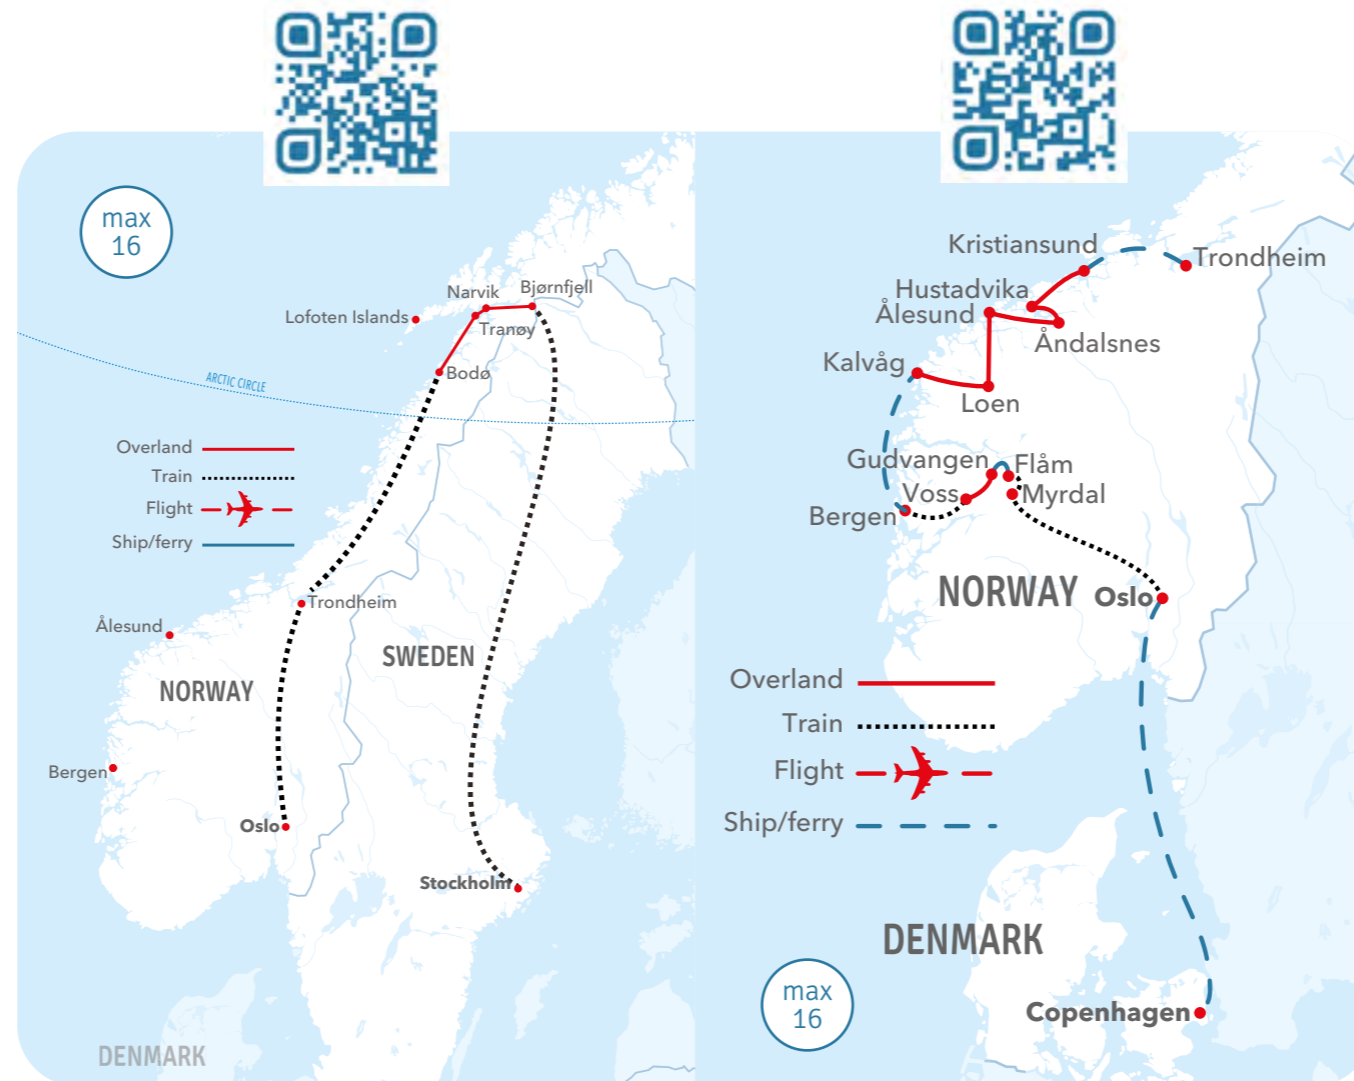 max
16
Narvik
Bjørnfjell
Lofoten Islands
Tranøy
Bodø
ARCTIC CIRCLE
Overland
Train
Flight
Ship/ferry
Trondheim
Ålesund
SWEDEN
NORWAY
Bergen
Oslo
Stockholm
DENMARK
Kristiansund
Trondheim
Hustadvika
Ålesund
Åndalsnes
Kalvåg
Loen
Gudvangen
Flåm
Voss
Myrdal
Bergen
NORWAY
Oslo
Overland
Train
Flight
Ship/ferry
DENMARK
max
16
Copenhagen